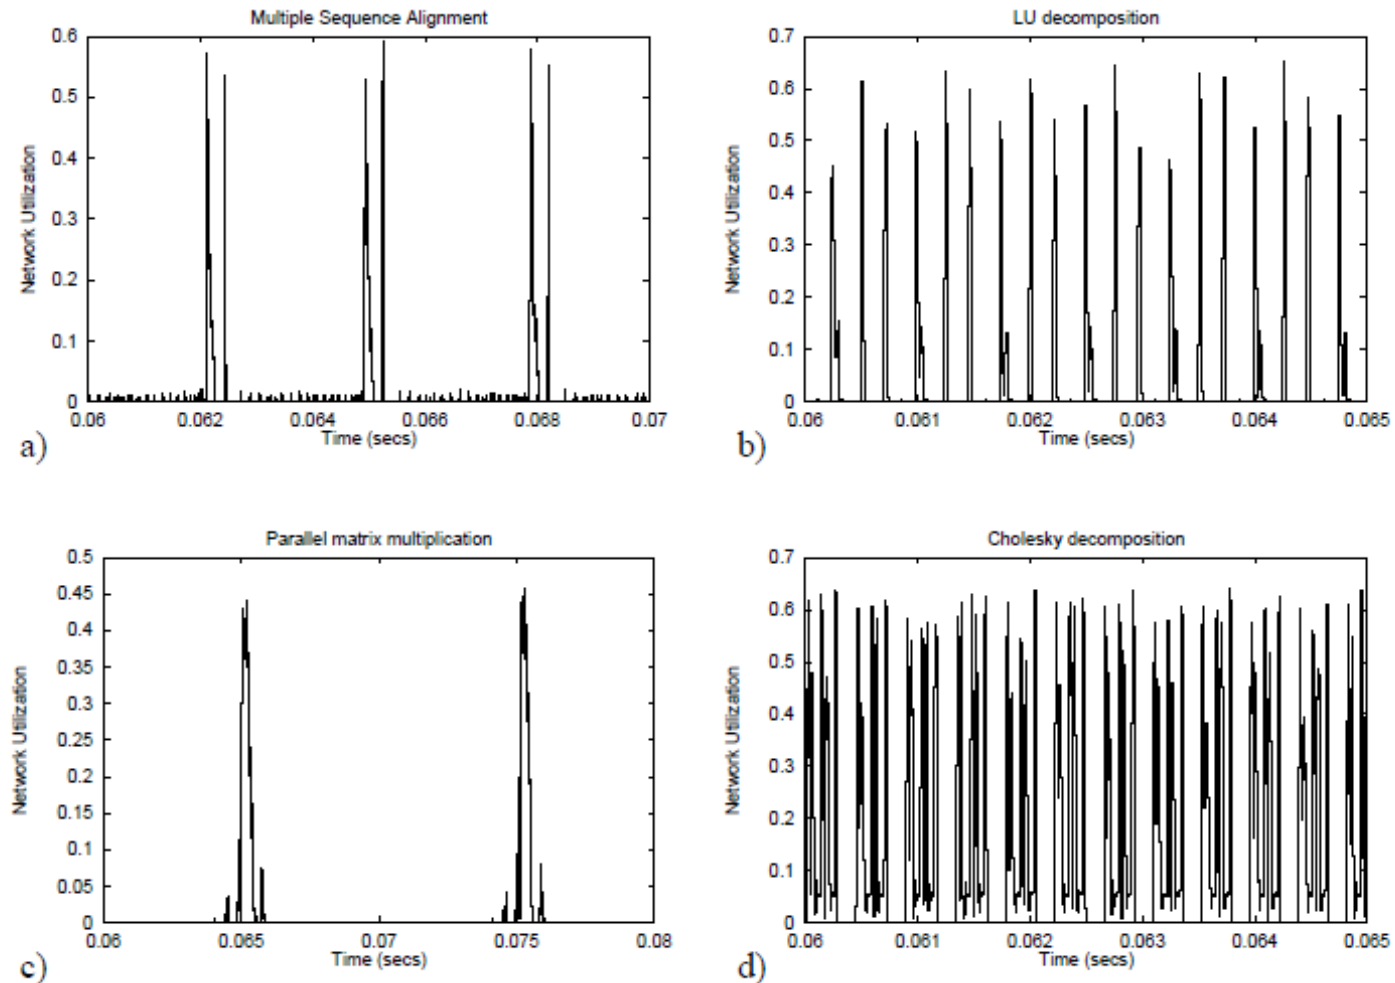 Multiple Sequence Alignment
0.6
0.5
0.4
0.3
0.2
0.1
0
Network Utilization
0.06 0.062 0.064 0.066 0.068 0.07
Time (secs)
a)
LU decomposition
0.7
0.6
0.5
0.4
0.3
0.2
0.1
0
Network Utilization
0.06 0.061 0.062 0.063 0.064 0.065
Time (secs)
b)
Parallel matrix multiplication
0.5
0.45
0.4
0.35
0.3
0.25
0.2
0.15
0.1
0.05
0
Network Utilization
0.06 0.065 0.07 0.075 0.08
Time (secs)
c)
Cholesky decomposition
0.7
0.6
0.5
0.4
0.3
0.2
0.1
0
Network Utilization
0.06 0.061 0.062 0.063 0.064 0.065
Time (secs)
d)